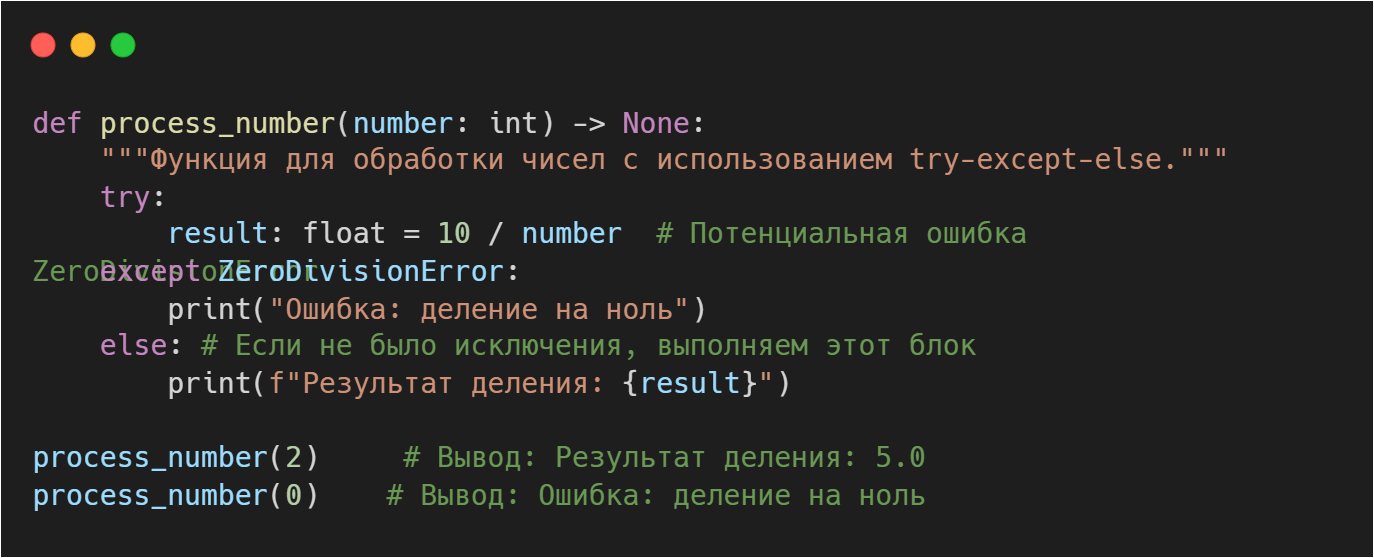 def process_number(number: int) -> None:
    """Функция для обработки чисел с использованием try-except-else."""
    try:
        result: float = 10 / number  # Потенциальная ошибка
ZeroDivisionError
    except ZeroDivisionError:
        print("Ошибка: деление на ноль")
    else: # Если не было исключения, выполняем этот блок
        print(f"Результат деления: {result}")
process_number(2)     # Вывод: Результат деления: 5.0
process_number(0)    # Вывод: Ошибка: деление на ноль